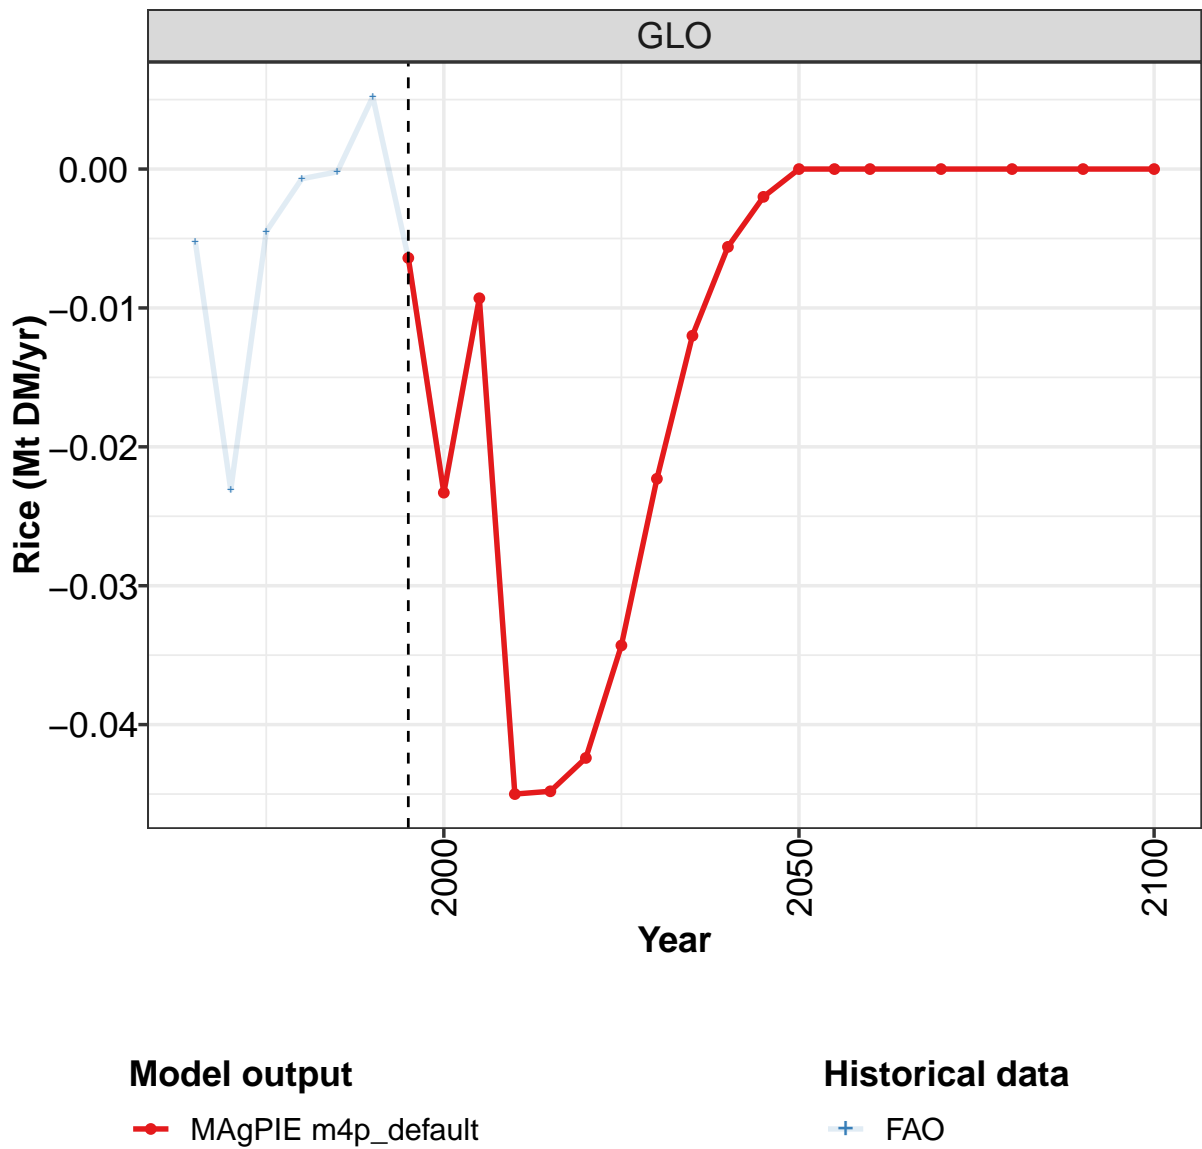 GLO
0.00
−0.01
−0.02
−0.03
−0.04
Rice (Mt DM/yr)
2000
2050
2100
Year
Model output
MAgPIE m4p_default
Historical data
FAO